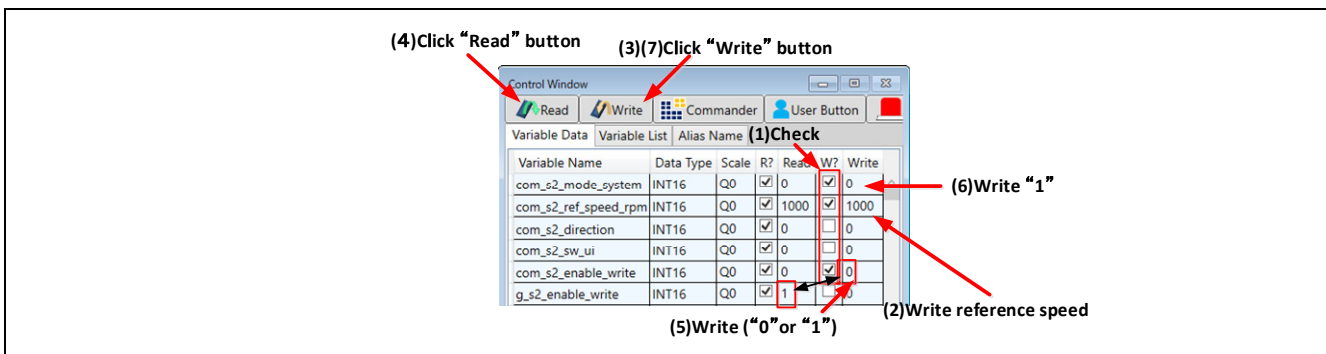 (4)Click “Read” button
(3)(7)Click “Write” button
Control Window
Read Write Commander User Button
Variable Data Variable List Alias Name (1)Check
Variable Name Data Type Scale R? Read W? Write
com_s2_mode_system INT16 Q0 0 0
(6)Write “1”
com_s2_ref_speed_rpm INT16 Q0 1000 1000
com_s2_direction INT16 Q0 0 0
com_s2_sw_ui INT16 Q0 0 0
com_s2_enable_write INT16 Q0 0 0
g_s2_enable_write INT16 Q0 1 0
(2)Write reference speed
(5)Write (“0”or “1”)